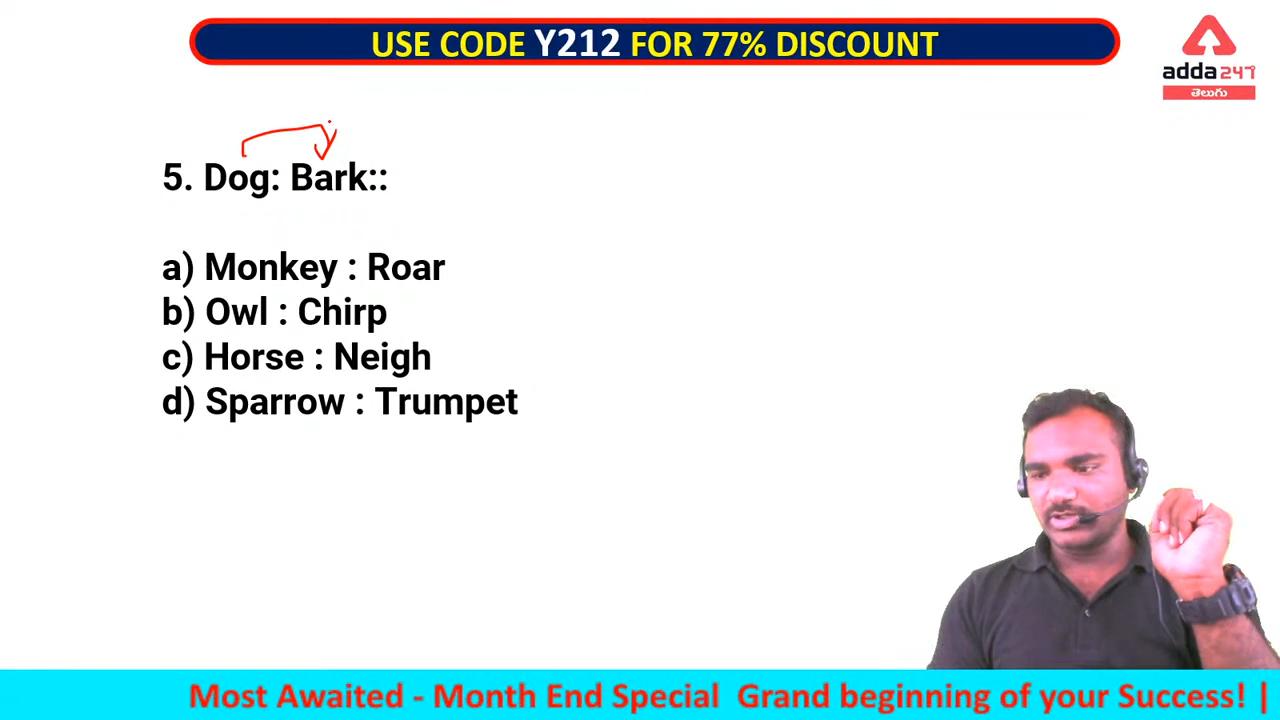 USE CODE Y212 FOR 77% DISCOUNT
adda247
తెలుగు
5. Dog: Bark::
a) Monkey : Roar
b) Owl : Chirp
c) Horse : Neigh
d) Sparrow : Trumpet
Most Awaited - Month End Special Grand beginning of your Success! |